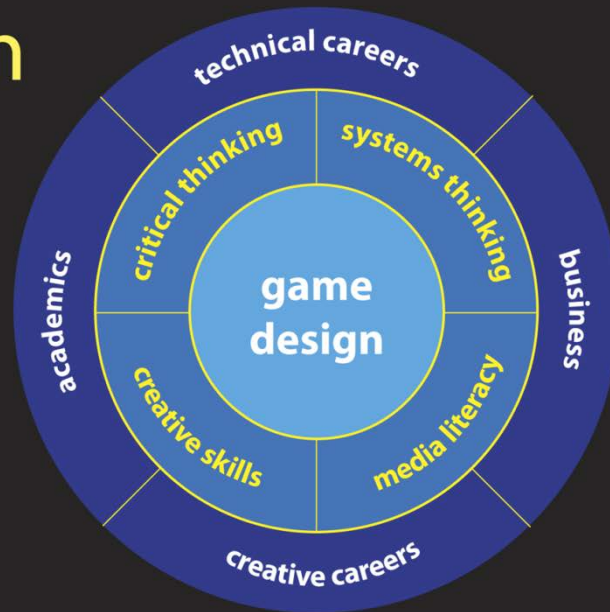 technical careers
critical thinking
systems thinking
academics
game
design
business
creative skills
media literacy
creative careers